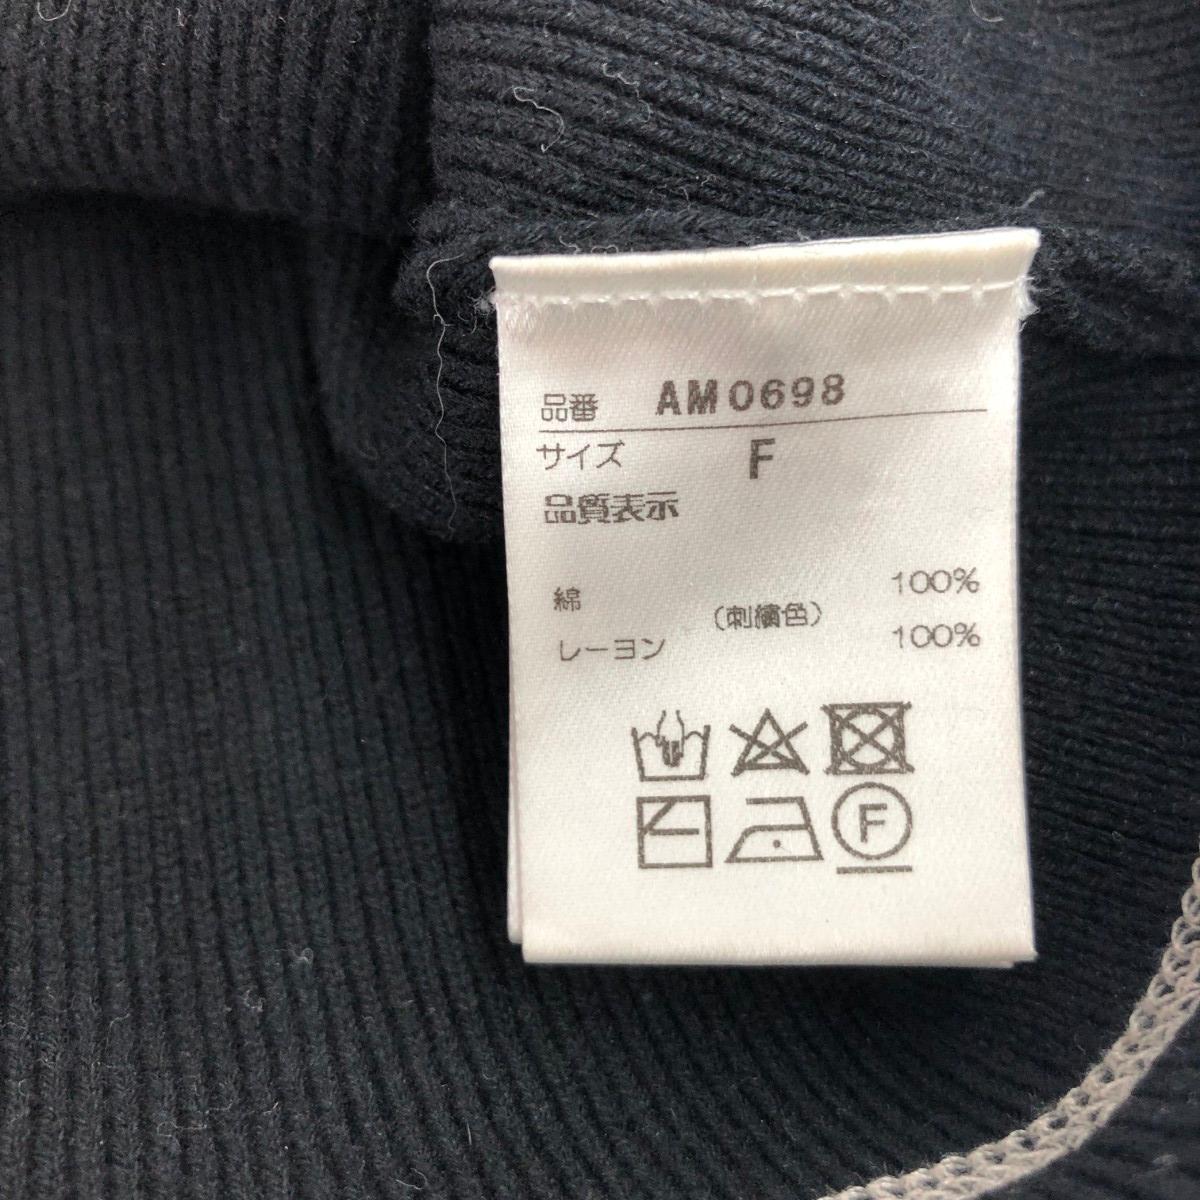 品番 AM0698
サイズ F
品質表示
綿 100%
(刺繍色)
レーヨン 100%
F